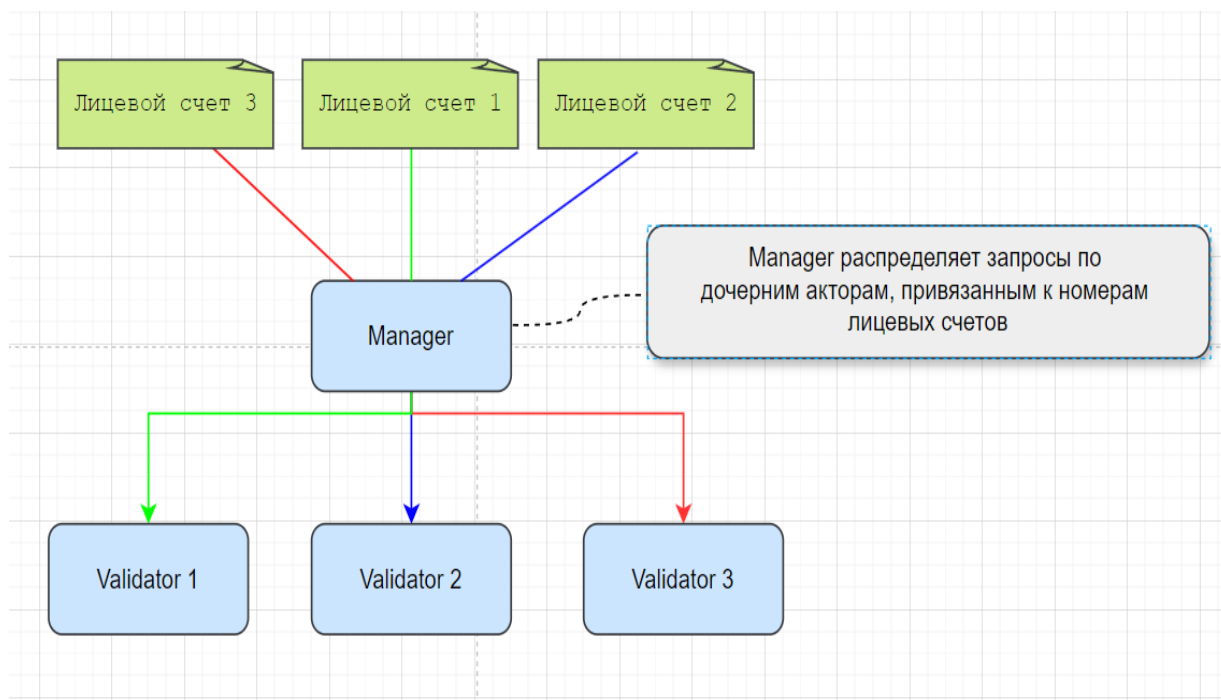 Лицевой счет 3
Лицевой счет 1
Лицевой счет 2
Manager распределяет запросы по
дочерним акторам, привязанным к номерам
лицевых счетов
Manager
Validator 1
Validator 2
Validator 3